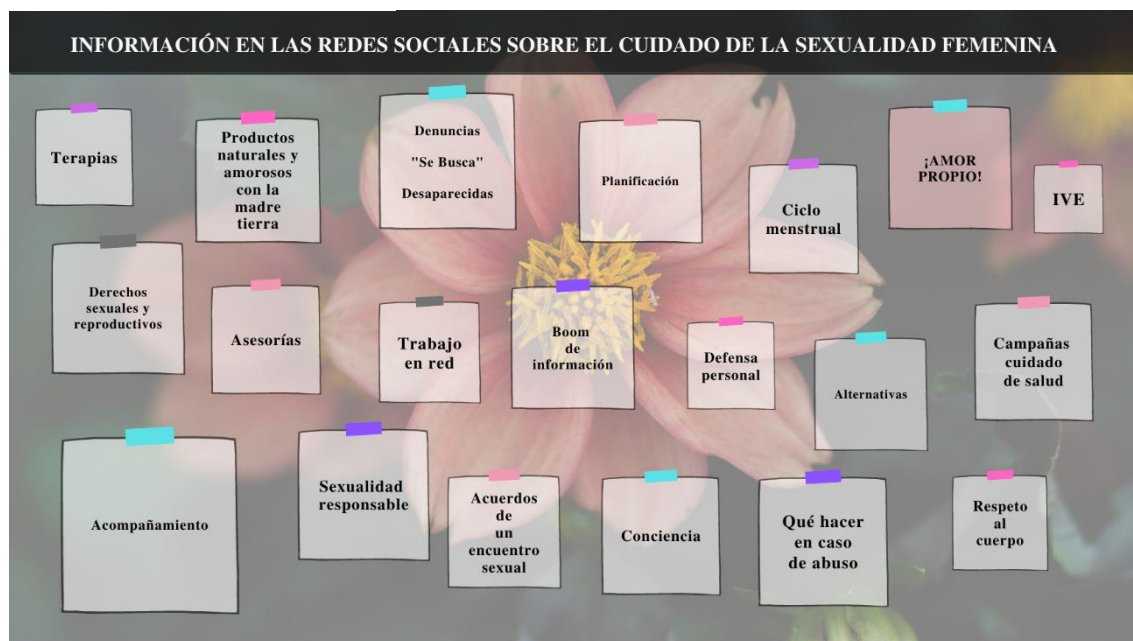 INFORMACIÓN EN LAS REDES SOCIALES SOBRE EL CUIDADO DE LA SEXUALIDAD FEMENINA
Terapias
Productos
naturales y
amorosos
con la
madre
tierra
Denuncias
"Se Busca"
Desaparecidas
Planificación
Ciclo
menstrual
¡AMOR
PROPIO!
IVE
Derechos
sexuales y
reproductivos
Asesorías
Trabajo
en red
Boom
de
información
Defensa
personal
Alternativas
Campañas
cuidado
de salud
Acompañamiento
Sexualidad
responsable
Acuerdos
de
un
encuentro
sexual
Conciencia
Qué hacer
en caso
de abuso
Respeto
al
cuerpo